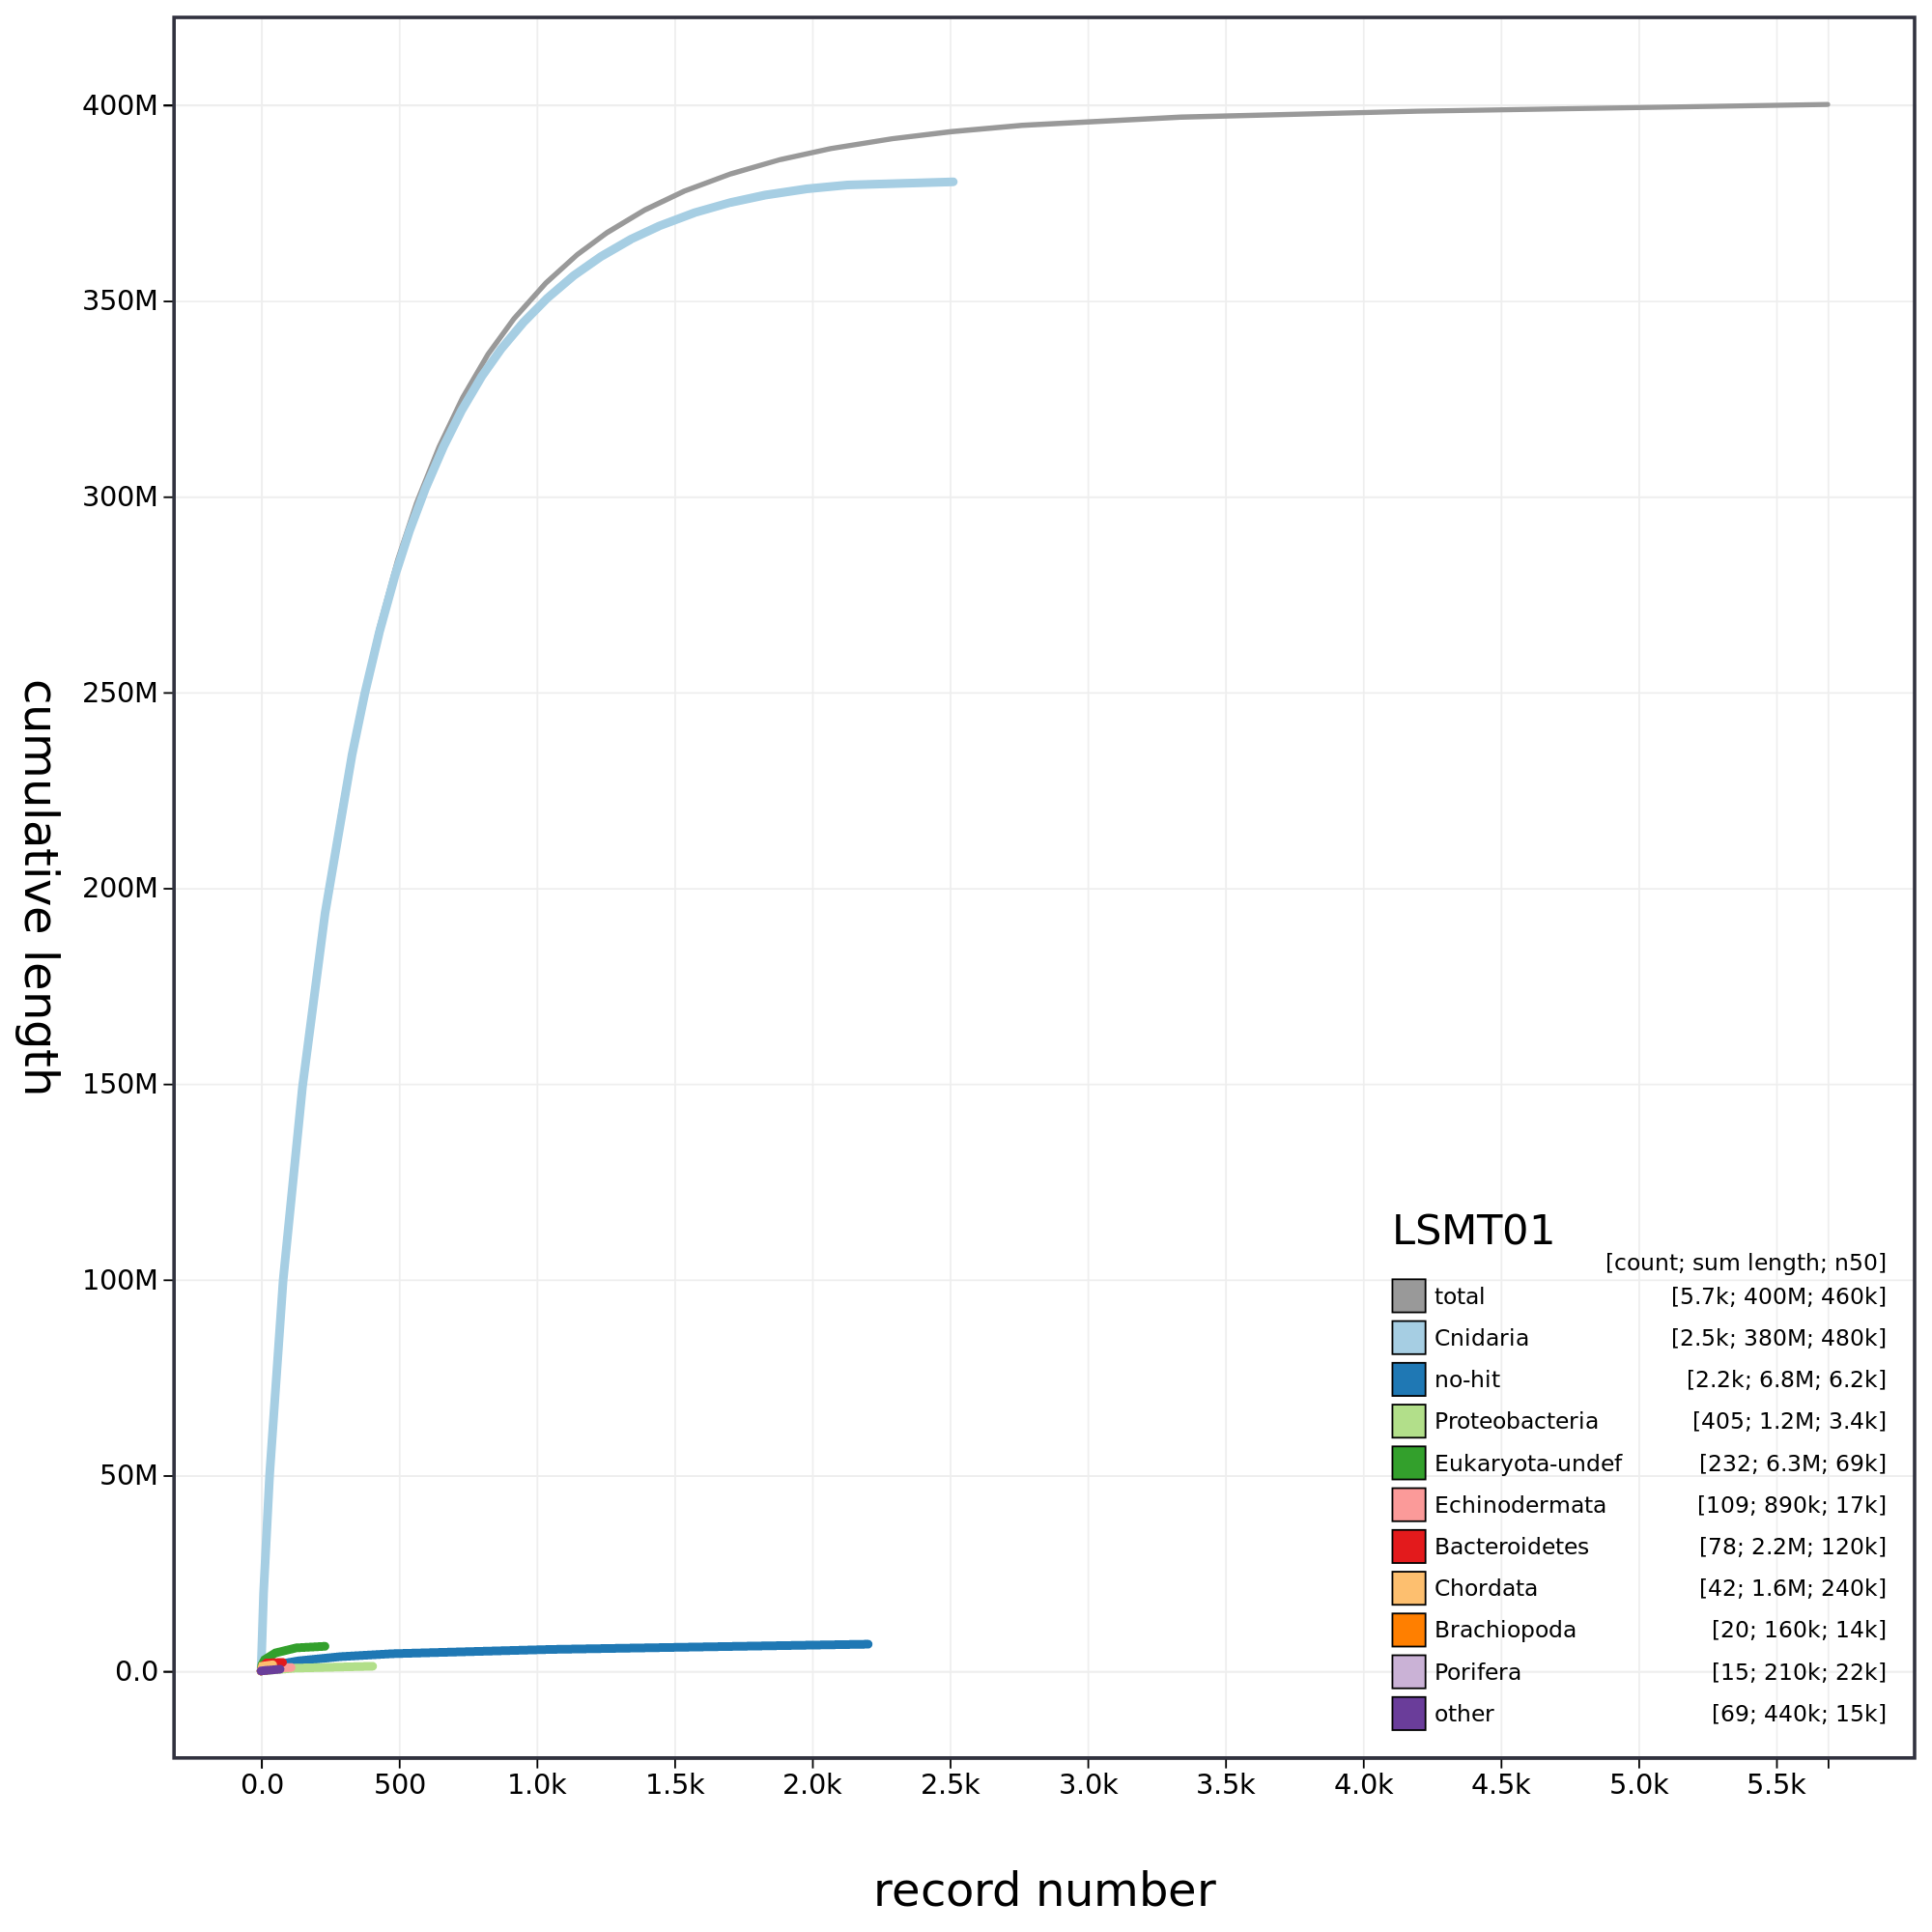 400M
350M
300M
250M
200M
150M
100M
50M
0.0
cumulative length
LSMT01
[count; sum length; n50]
total [5.7k; 400M; 460k]
Cnidaria [2.5k; 380M; 480k]
no-hit [2.2k; 6.8M; 6.2k]
Proteobacteria [405; 1.2M; 3.4k]
Eukaryota-undef [232; 6.3M; 69k]
Echinodermata [109; 890k; 17k]
Bacteroidetes [78; 2.2M; 120k]
Chordata [42; 1.6M; 240k]
Brachiopoda [20; 160k; 14k]
Porifera [15; 210k; 22k]
other [69; 440k; 15k]
0.0 500 1.0k 1.5k 2.0k 2.5k 3.0k 3.5k 4.0k 4.5k 5.0k 5.5k
record number